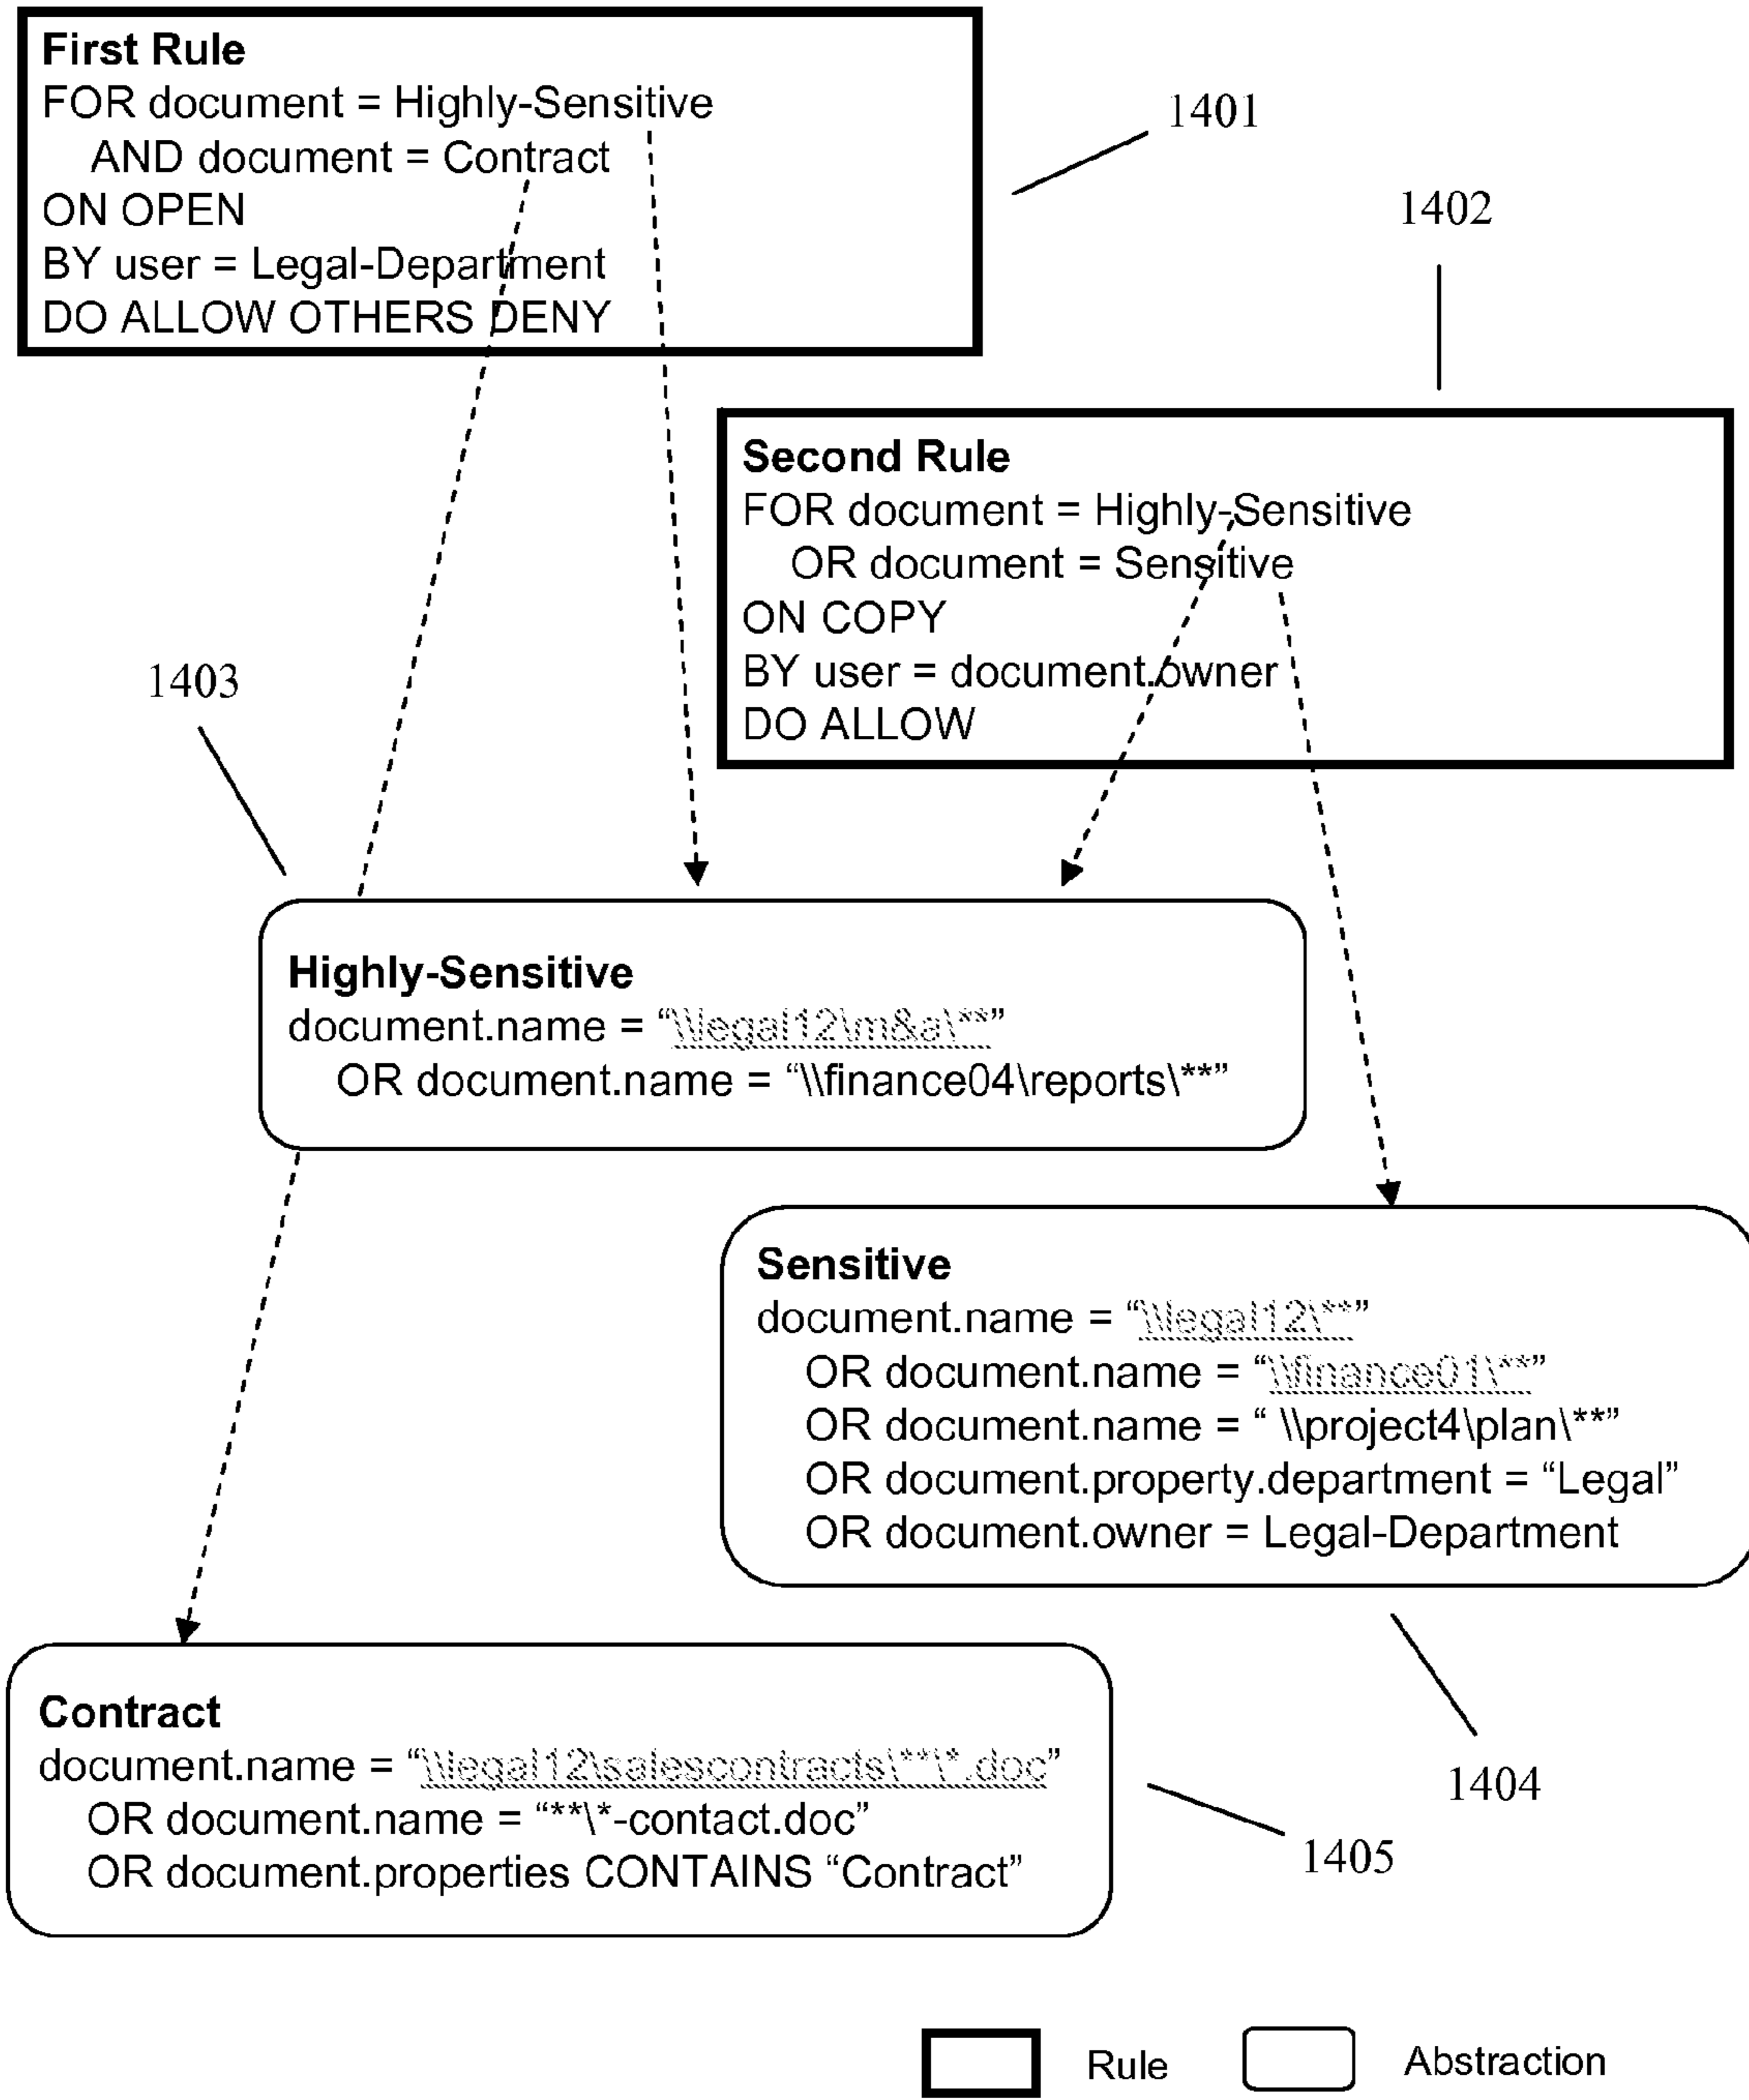 First Rule
FOR document = Highly-Sensitive
AND document = Contract
ON OPEN
BY user = Legal-Department
DO ALLOW OTHERS DENY
1401
1402
Second Rule
FOR document = Highly-Sensitive
OR document = Sensitive
ON COPY
BY user = document.owner
DO ALLOW
1403
Highly-Sensitive
document.name = “\\legal12\m&a\**”
OR document.name = “\\finance04\reports\**”
Sensitive
document.name = “\\legal12\**”
OR document.name = “\\finance01\**”
OR document.name = “ \\project4\plan\**”
OR document.property.department = “Legal”
OR document.owner = Legal-Department
1404
Contract
document.name = “\\legal12\salescontracts\**\*.doc”
OR document.name = “**\*-contact.doc”
OR document.properties CONTAINS “Contract”
1405
Rule
Abstraction